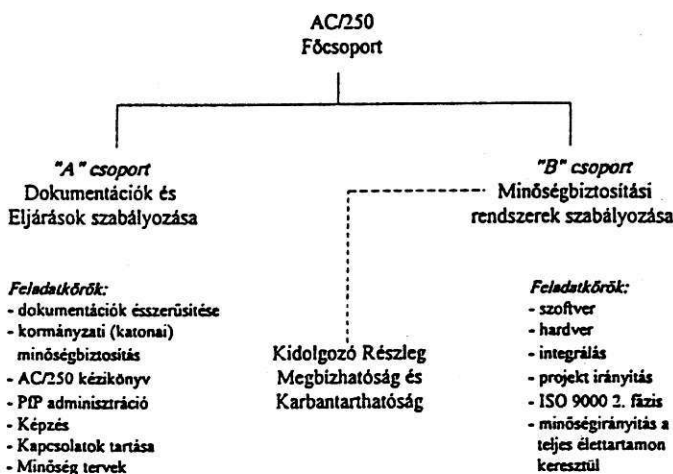 AC/250
Főcsoport
"A" csoport
Dokumentációk és
Eljárások szabályozása
"B" csoport
Minőségbiztosítási
rendszerek szabályozása
Feladatkörök:
- dokumentációk ésszerűsitése
- kormányzati (katonai)
minőségbiztosítás
- AC/250 kézikönyv
- PfP adminisztráció
- Képzés
- Kapcsolatok tartása
- Minőség tervek
Kidolgozó Részleg
Megbizhatóság és
Karbantarthatóság
Feladatkörök:
- szoftver
- hardver
- integrálás
- projekt irányítás
- ISO 9000 2. fázis
- minőségirányítás a
teljes élettartamon
keresztül